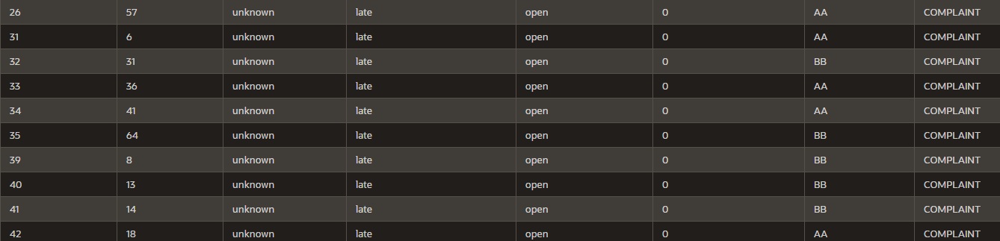 26 57 unknown late open 0 AA COMPLAINT
31 6 unknown late open 0 AA COMPLAINT
32 31 unknown late open 0 BB COMPLAINT
33 36 unknown late open 0 AA COMPLAINT
34 41 unknown late open 0 AA COMPLAINT
35 64 unknown late open 0 BB COMPLAINT
39 8 unknown late open 0 BB COMPLAINT
40 13 unknown late open 0 BB COMPLAINT
41 14 unknown late open 0 BB COMPLAINT
42 18 unknown late open 0 AA COMPLAINT